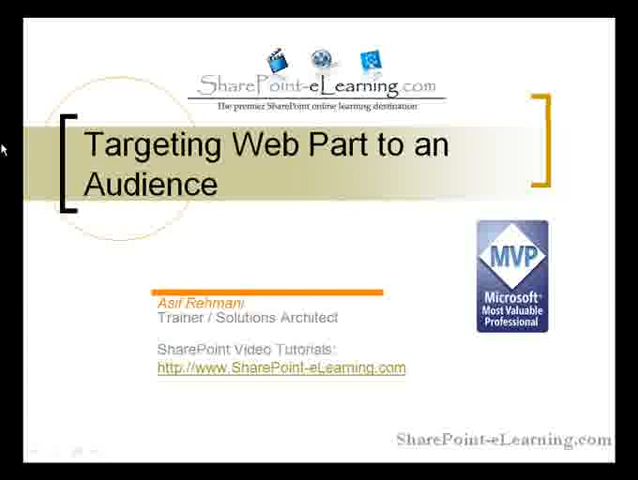 SharePoint-eLearning.com
The premier SharePoint online learning destination
Targeting Web Part to an
Audience
MVP
Microsoft®
Most Valuable
Professional
Asif Rehmani
Trainer / Solutions Architect
SharePoint Video Tutorials:
http://www.SharePoint-eLearning.com
SharePoint-eLearning.com